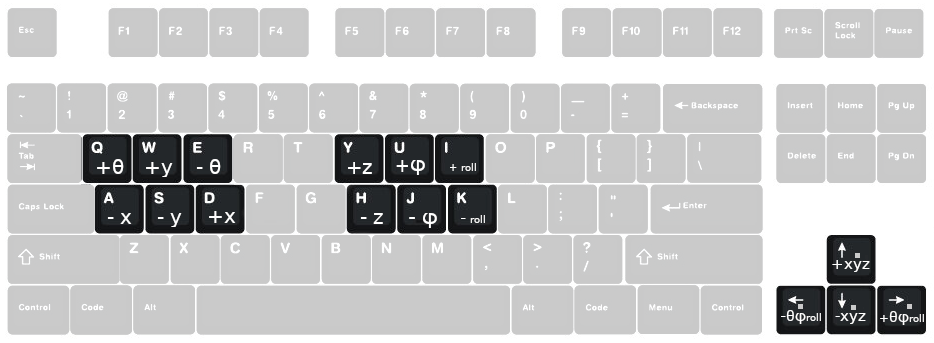 Esc F1 F2 F3 F4 F5 F6 F7 F8 F9 F10 F11 F12 Prt Sc Scroll Lock Pause
~ ! @ # $ % ^ & * ( ) — +
. 1 2 3 4 5 6 7 8 9 0 - = ← Backspace Insert Home Pg Up
Tab Q W E R T Y U I O P { } |
+θ +y -θ +z +φ + roll [ ] \ Delete End Pg Dn
Caps Lock A S D F G H J K L : " Enter
-x -y +x -z -φ - roll ; '
Shift Z X C V B N M < > ? Shift
, . /
↑
+xyz
Control Code Alt Alt Code Menu Control ← ↓ →
-θφroll -xyz +θφroll